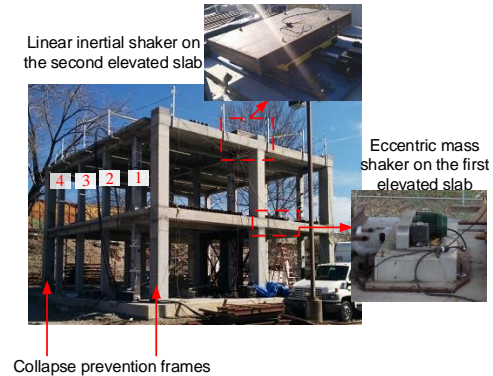 Linear inertial shaker on
the second elevated slab
Eccentric mass
shaker on the first
elevated slab
4 3 2 1
Collapse prevention frames